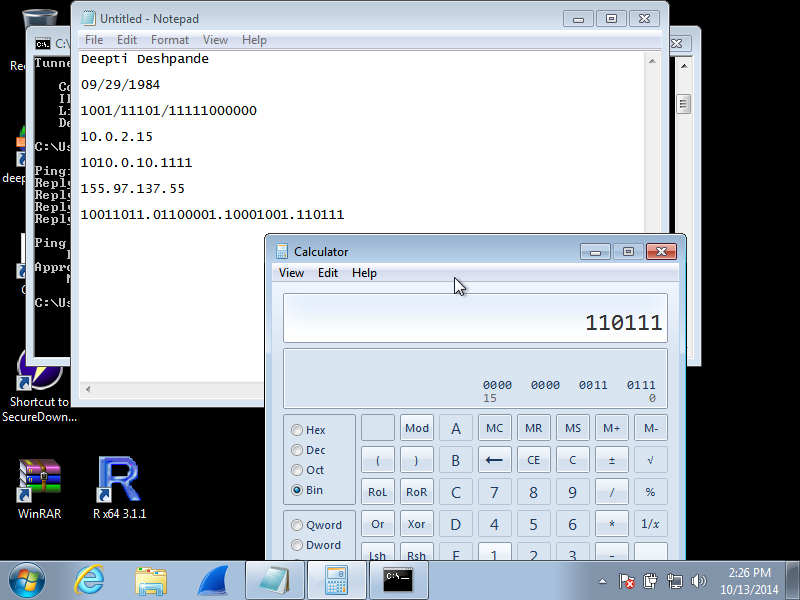 Untitled - Notepad
File Edit Format View Help
Deepti Deshpande
09/29/1984
1001/11101/11111000000
10.0.2.15
1010.0.10.1111
155.97.137.55
10011011.01100001.10001001.110111
C:\
Tunne
Co
Li
De
C:\Us
Ping
Reply
Reply
Reply
Reply
Ping
Appro
C:\Us
Calculator
View Edit Help
110111
0000 0000 0011 0111
15 0
Hex
Dec
Oct
Bin
Qword
Dword
Mod A MC MR MS M+ M-
( ) B ← CE C ± √
RoL RoR C 7 8 9 / %
Or Xor D 4 5 6 * 1/x
Lsh Rsh E 1 2 3 -
Re
deep
Shortcut to
SecureDown...
WinRAR
R x64 3.1.1
2:26 PM
10/13/2014